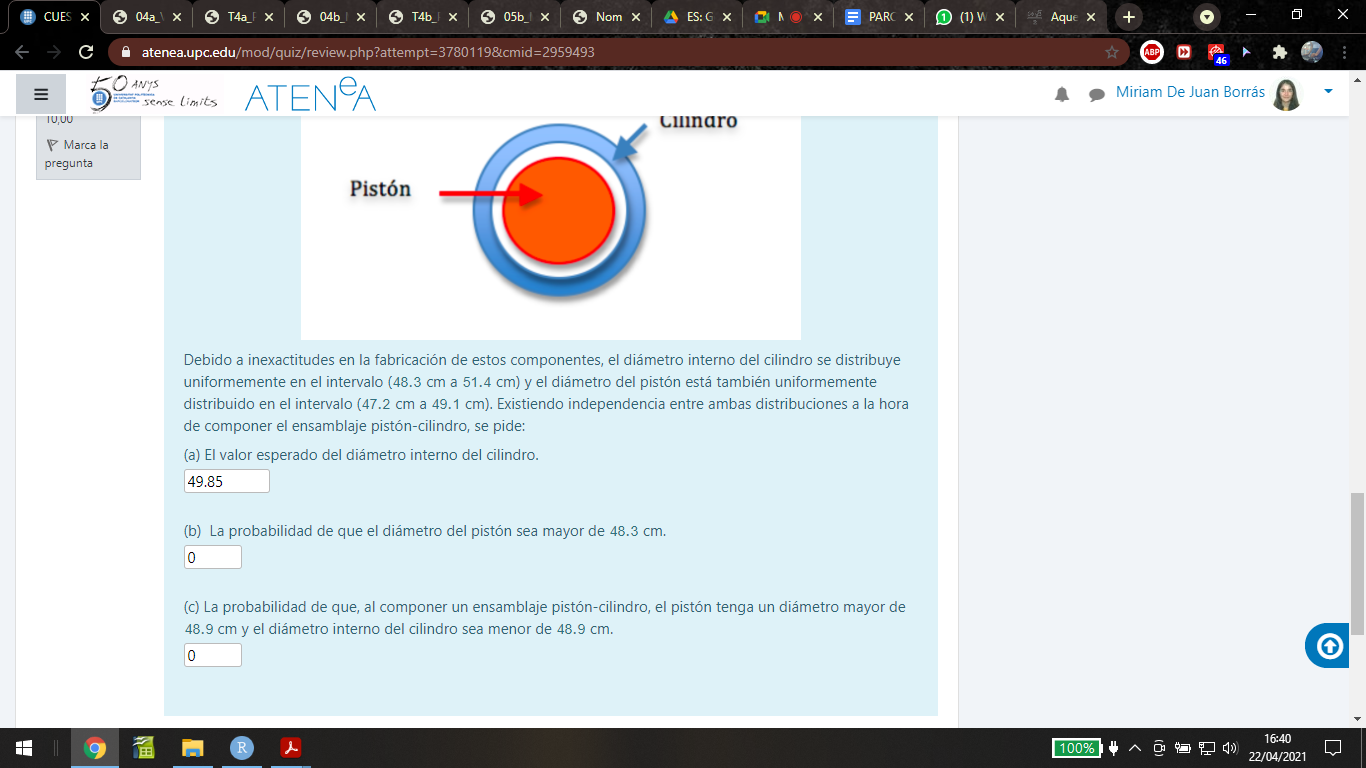 CUES
04a_
T4a_
04b_
T4b_
05b_
Nom
ES: G
PARC
(1) W
Aque
atenea.upc.edu/mod/quiz/review.php?attempt=3780119&cmid=2959493
ABP
46
50 ANYS
sense límits
ATENEA
Miriam De Juan Borrás
10,00
Marca la
pregunta
Cilindro
Pistón
Debido a inexactitudes en la fabricación de estos componentes, el diámetro interno del cilindro se distribuye
uniformemente en el intervalo (48.3 cm a 51.4 cm) y el diámetro del pistón está también uniformemente
distribuido en el intervalo (47.2 cm a 49.1 cm). Existiendo independencia entre ambas distribuciones a la hora
de componer el ensamblaje pistón-cilindro, se pide:
(a) El valor esperado del diámetro interno del cilindro.
49.85
(b) La probabilidad de que el diámetro del pistón sea mayor de 48.3 cm.
0
(c) La probabilidad de que, al componer un ensamblaje pistón-cilindro, el pistón tenga un diámetro mayor de
48.9 cm y el diámetro interno del cilindro sea menor de 48.9 cm.
0
R
100%
16:40
22/04/2021